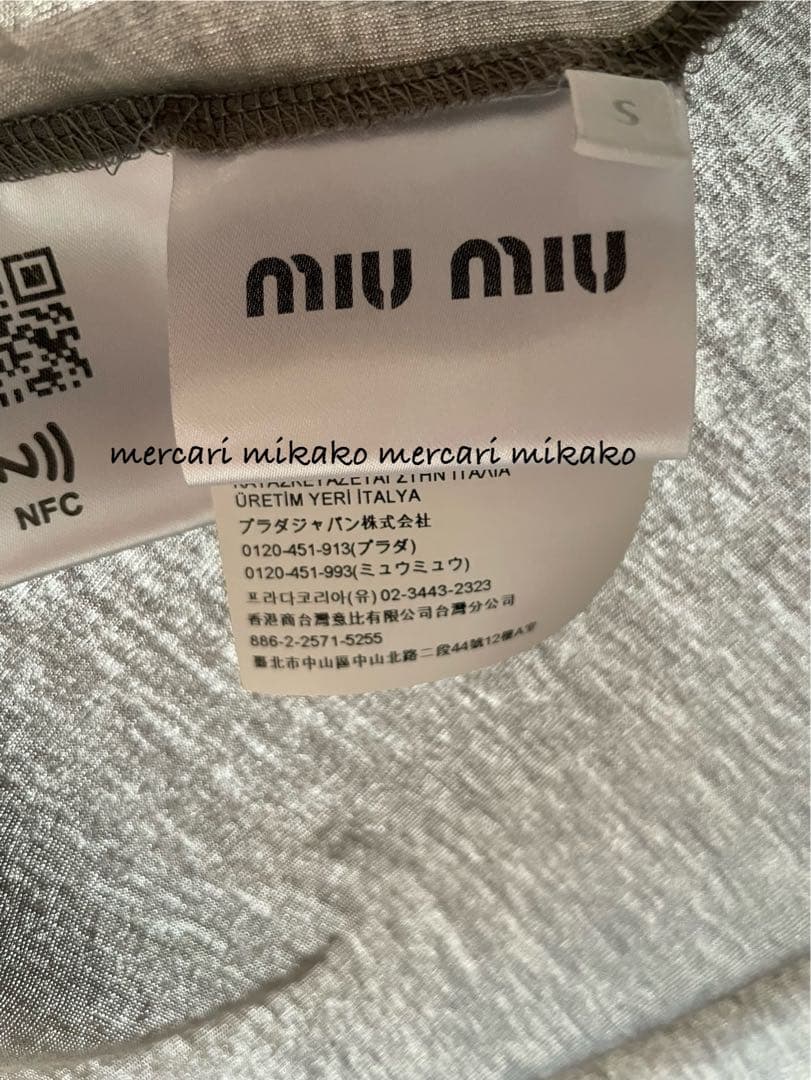 S
miu miu
mercari mikako mercari mikako
NFC
ÜRETİM YERİ İTALYA
プラダジャパン株式会社
0120-451-913(プラダ)
0120-451-993(ミュウミュウ)
프라다코리아(유) 02-3443-2323
香港商台灣意比有限公司台灣分公司
886-2-2571-5255
臺北市中山區中山北路二段44號12樓A室